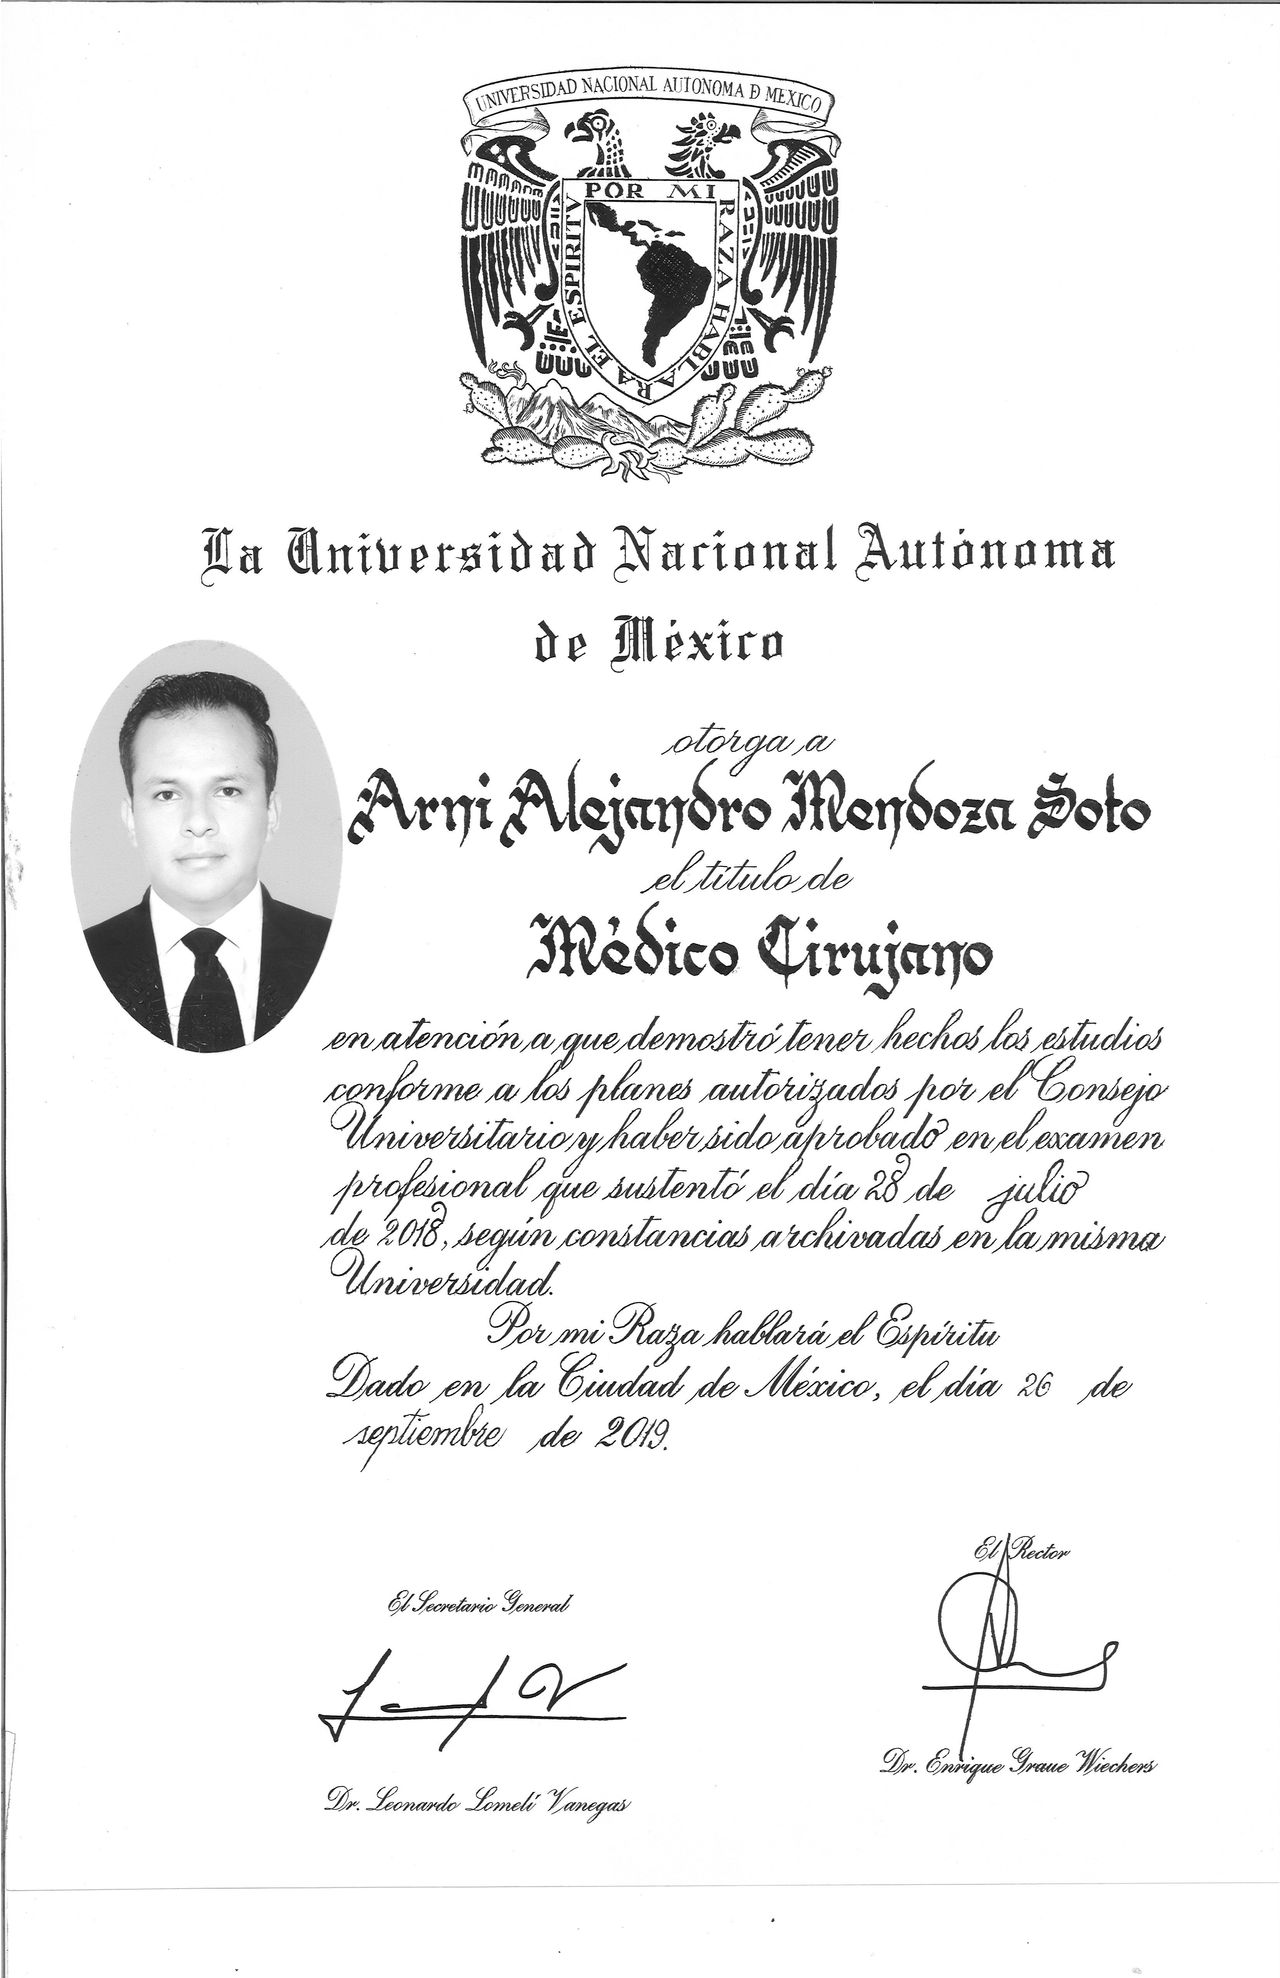 UNIVERSIDAD NACIONAL AUTONOMA D MEXICO
POR MI RAZA HABLARA EL ESPIRITV
La Universidad Nacional Autónoma
de México
otorga a
Arni Alejandro Mendoza Soto
el título de
Médico Cirujano
en atención a que demostró tener hechos los estudios
conforme a los planes autorizados por el Consejo
Universitario y haber sido aprobado en el examen
profesional que sustentó el día 28 de julio
de 2018, según constancias archivadas en la misma
Universidad.
Por mi Raza hablará el Espíritu
Dado en la Ciudad de México, el día 26 de
septiembre de 2019.
El Rector
El Secretario General
Dr. Enrique Graue Wiechers
Dr. Leonardo Lomelí Vanegas